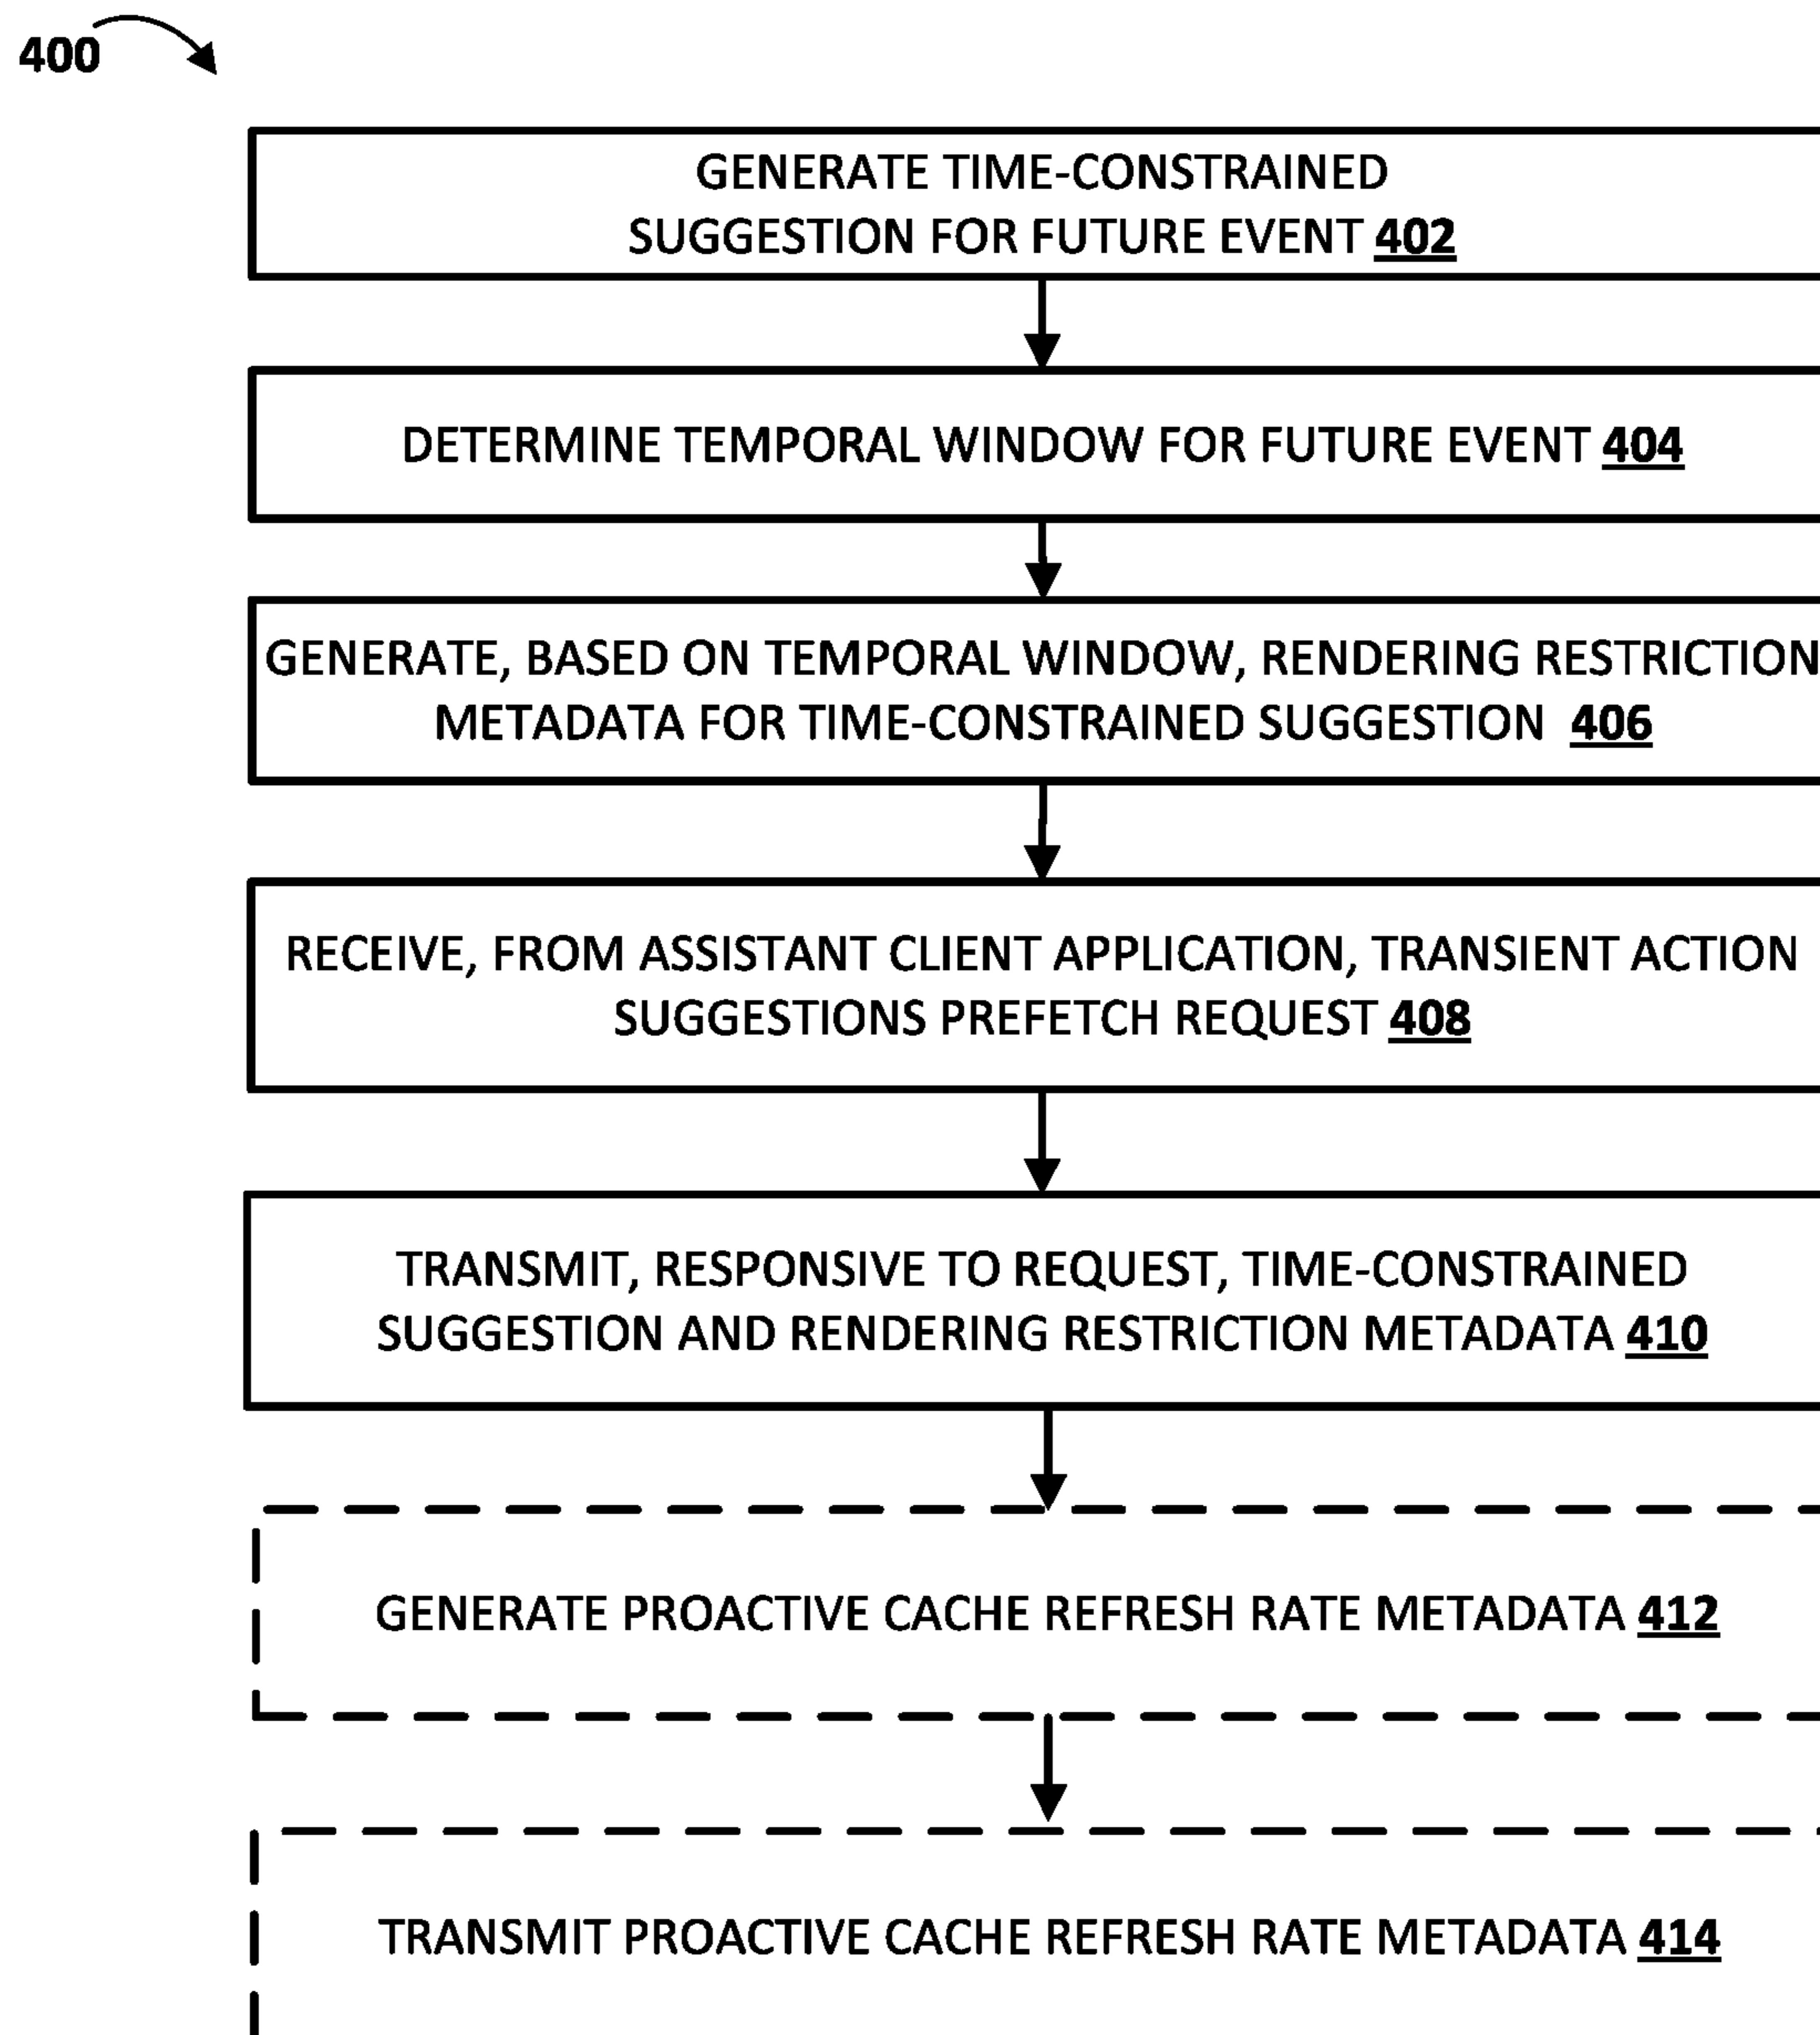 400
GENERATE TIME-CONSTRAINED
SUGGESTION FOR FUTURE EVENT 402
DETERMINE TEMPORAL WINDOW FOR FUTURE EVENT 404
GENERATE, BASED ON TEMPORAL WINDOW, RENDERING RESTRICTION
METADATA FOR TIME-CONSTRAINED SUGGESTION 406
RECEIVE, FROM ASSISTANT CLIENT APPLICATION, TRANSIENT ACTION
SUGGESTIONS PREFETCH REQUEST 408
TRANSMIT, RESPONSIVE TO REQUEST, TIME-CONSTRAINED
SUGGESTION AND RENDERING RESTRICTION METADATA 410
GENERATE PROACTIVE CACHE REFRESH RATE METADATA 412
TRANSMIT PROACTIVE CACHE REFRESH RATE METADATA 414